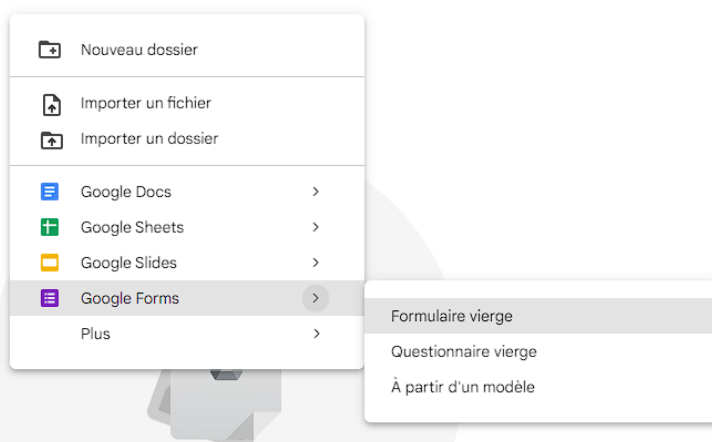 Nouveau dossier
Importer un fichier
Importer un dossier
Google Docs
Google Sheets
Google Slides
Google Forms
Plus
Formulaire vierge
Questionnaire vierge
À partir d'un modèle